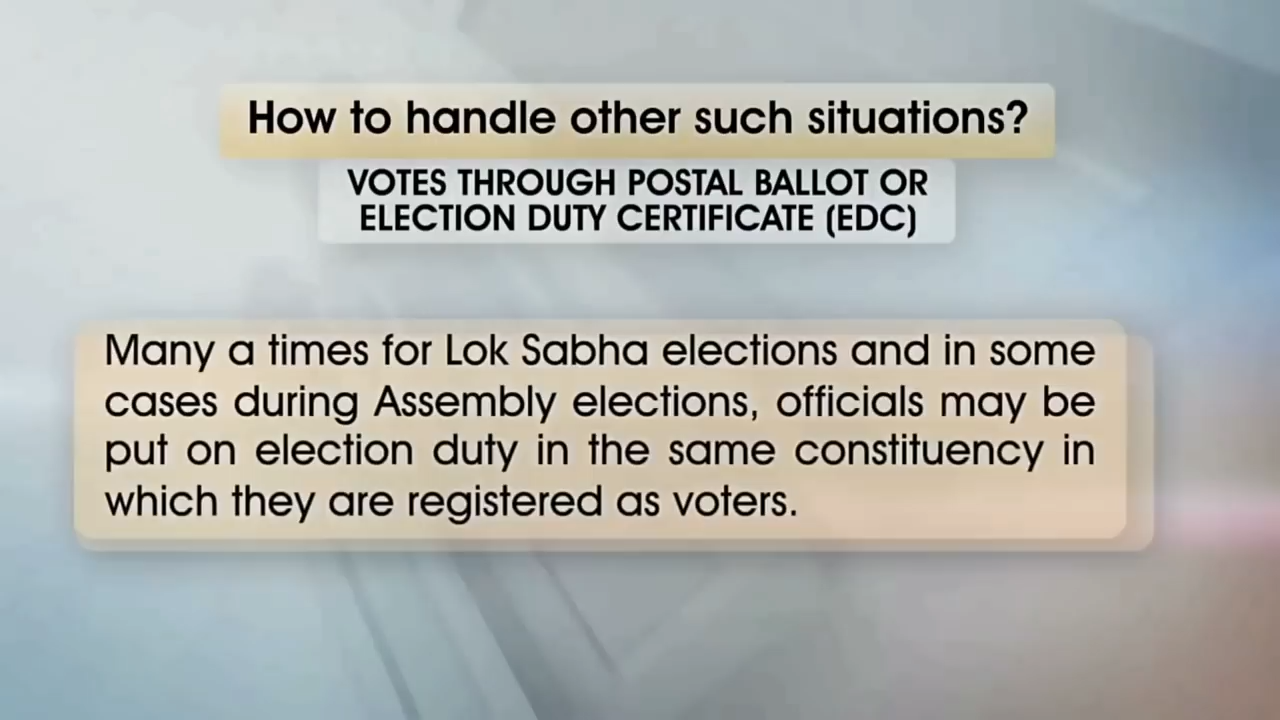 How to handle other such situations?
VOTES THROUGH POSTAL BALLOT OR
ELECTION DUTY CERTIFICATE (EDC)
Many a times for Lok Sabha elections and in some
cases during Assembly elections, officials may be
put on election duty in the same constituency in
which they are registered as voters.